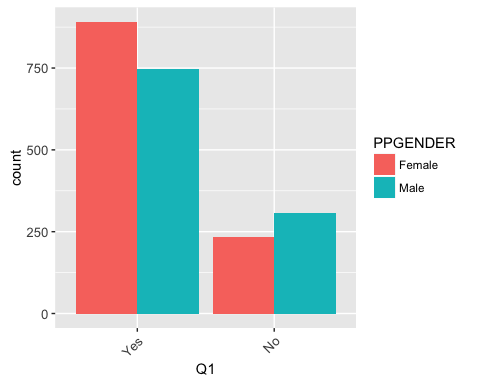 count
750
500
250
0
Yes
No
Q1
PPGENDER
Female
Male